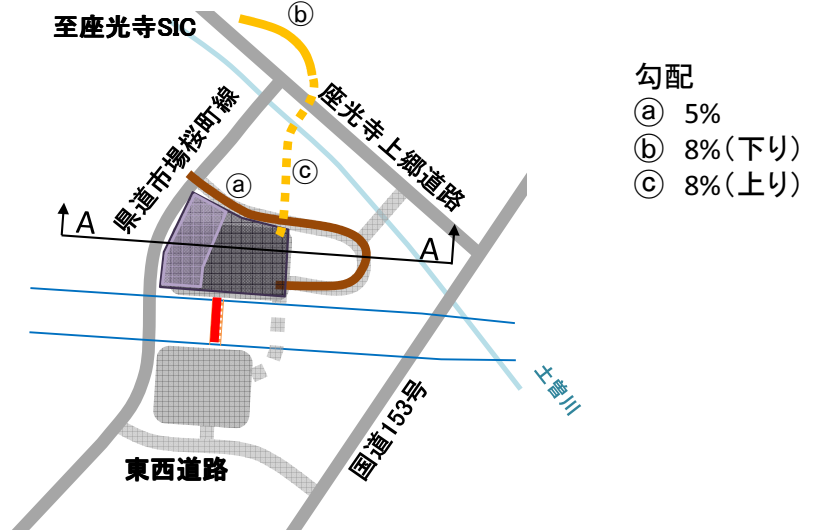 ⓑ
至座光寺SIC
座光寺上郷道路
県道市場桜町線
ⓐ
ⓒ
A
A
土曽川
国道153号
東西道路
勾配
ⓐ 5%
ⓑ 8%(下り)
ⓒ 8%(上り)